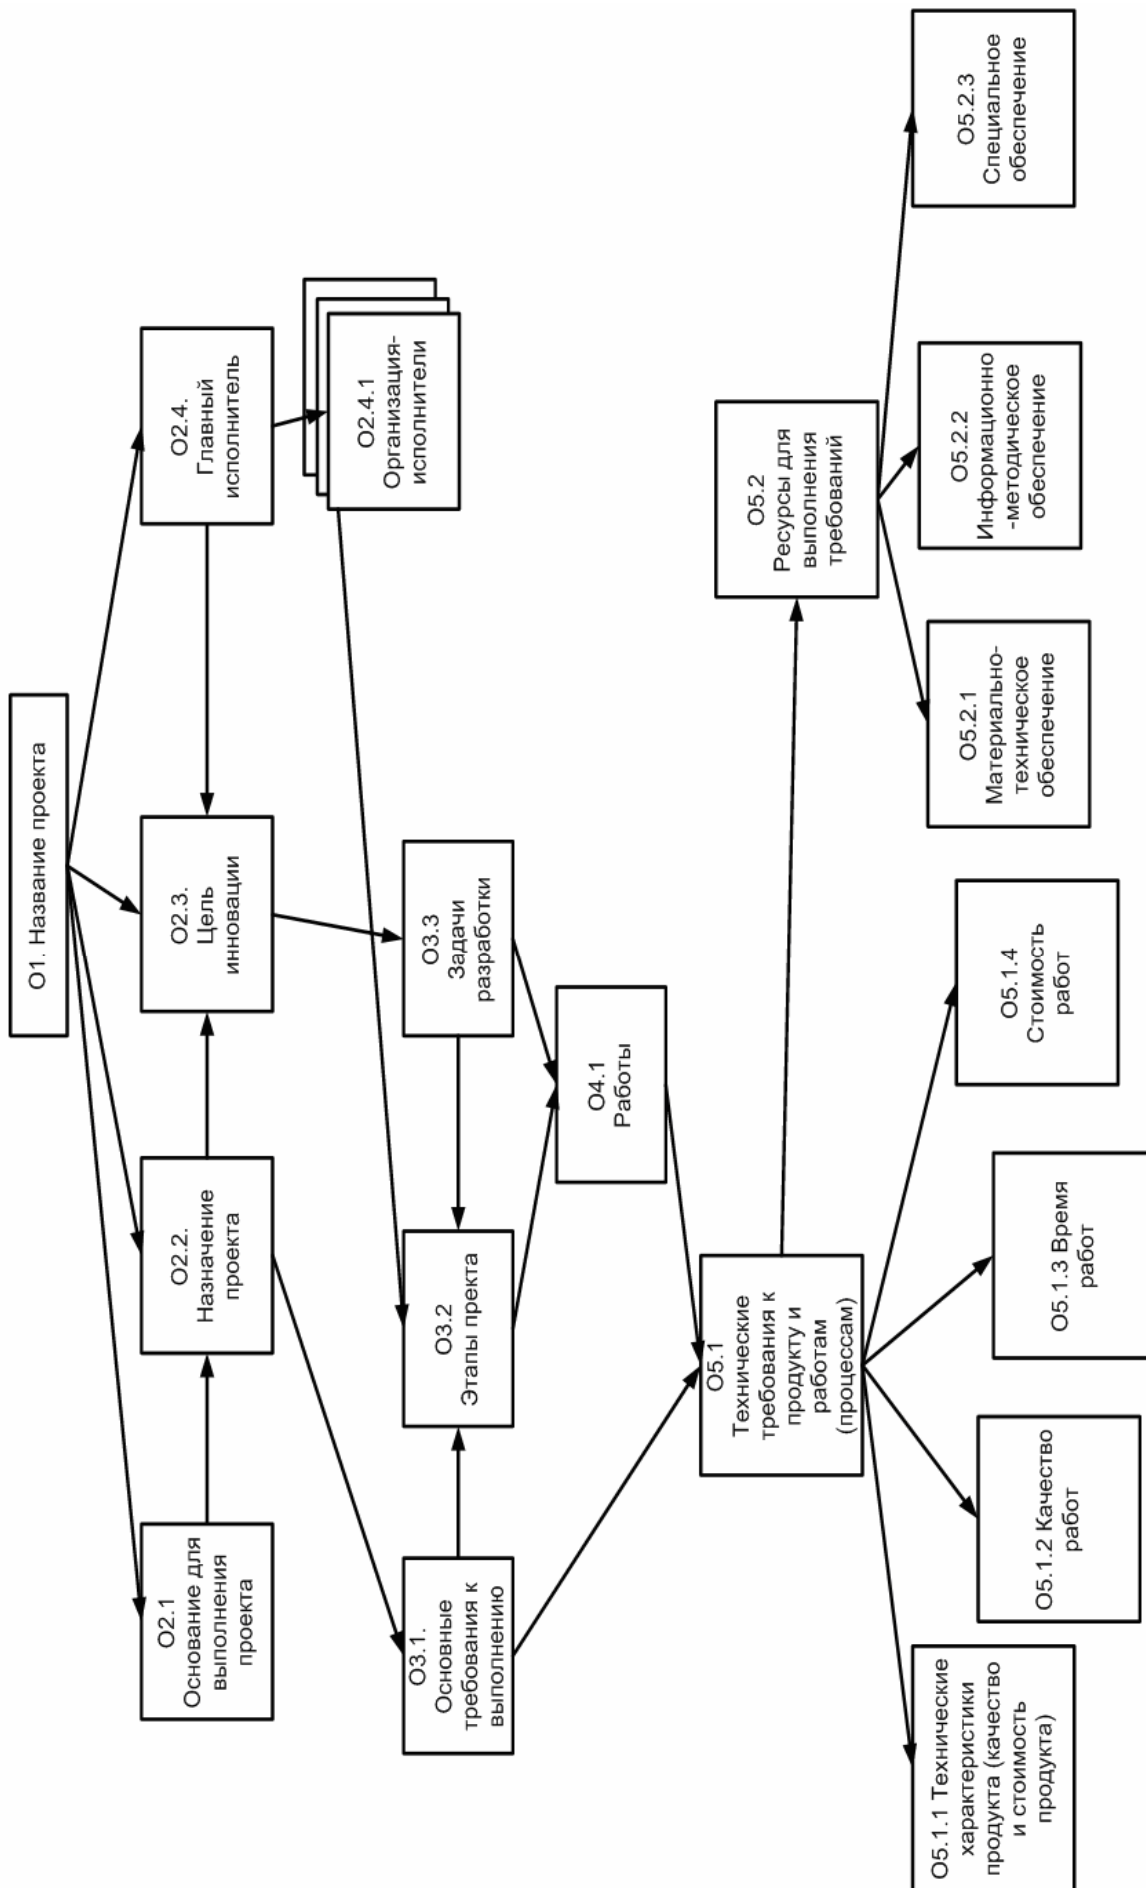 О1. Название проекта
О2.1
Основание для
выполнения
проекта
О2.2.
Назначение
проекта
О2.3.
Цель
инновации
О2.4.
Главный
исполнитель
О2.4.1
Организация-
исполнители
О3.1.
Основные
требования к
выполнению
О3.2
Этапы пректа
О3.3
Задачи
разработки
О4.1
Работы
О5.1
Технические
требования к
продукту и
работам
(процессам)
О5.2
Ресурсы для
выполнения
требований
О5.1.1 Технические
характеристики
продукта (качество
и стоимость
продукта)
О5.1.2 Качество
работ
О5.1.3 Время
работ
О5.1.4
Стоимость
работ
О5.2.1
Материально-
техническое
обеспечение
О5.2.2
Информационно
-методическое
обеспечение
О5.2.3
Специальное
обеспечение